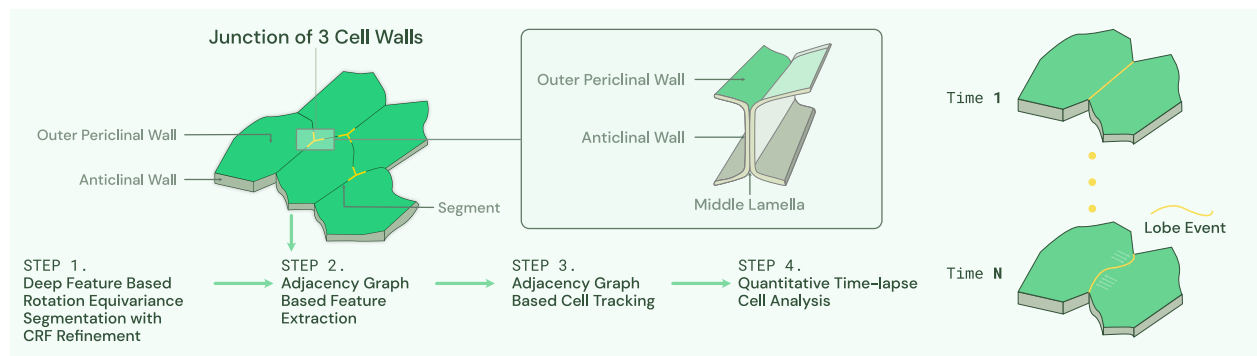 Junction of 3 Cell Walls
Outer Periclinal Wall
Anticlinal Wall
Segment
Outer Periclinal Wall
Anticlinal Wall
Middle Lamella
Time 1
Lobe Event
Time N
STEP 1.
Deep Feature Based
Rotation Equivariance
Segmentation with
CRF Refinement
STEP 2.
Adjacency Graph
Based Feature
Extraction
STEP 3.
Adjacency Graph
Based Cell Tracking
STEP 4.
Quantitative Time-lapse
Cell Analysis